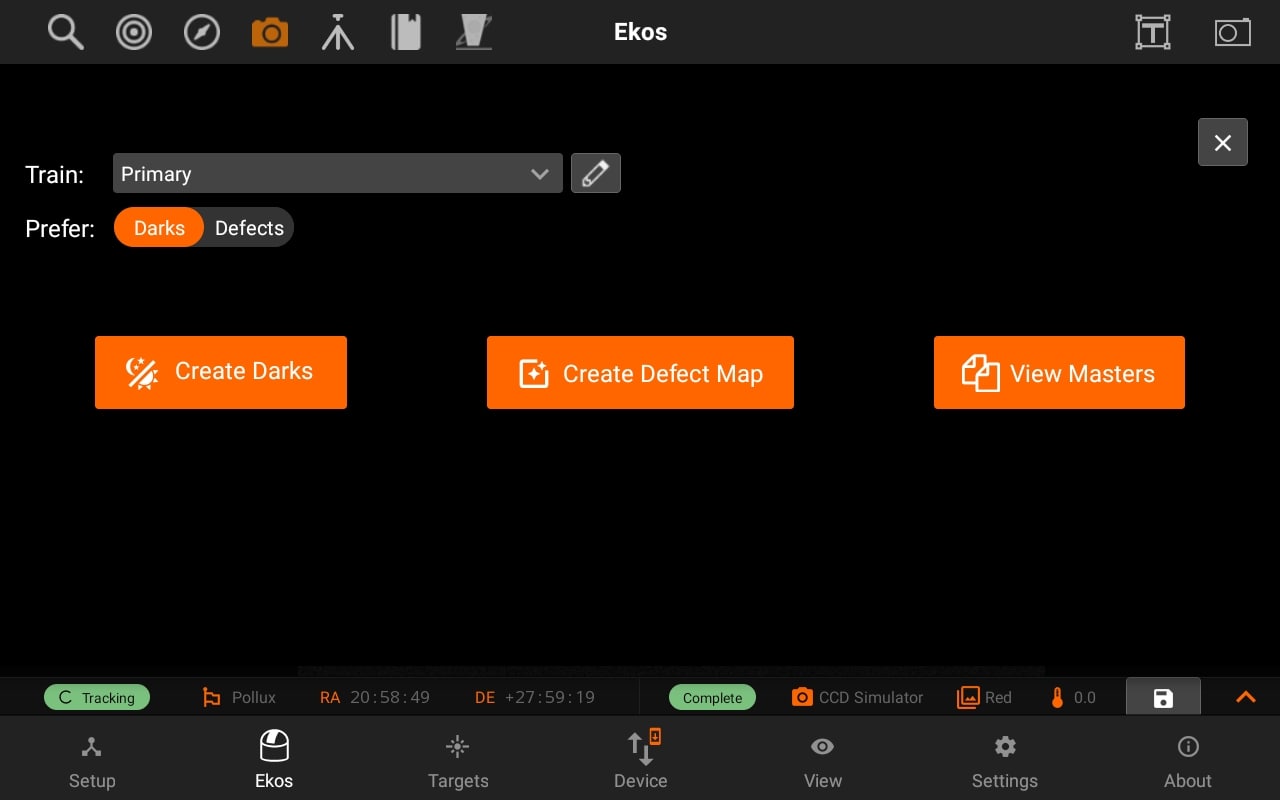 Ekos
Train: Primary
Prefer: Darks Defects
Create Darks Create Defect Map View Masters
Tracking Pollux RA 20:58:49 DE +27:59:19 Complete CCD Simulator Red 0.0
Setup Ekos Targets Device View Settings About